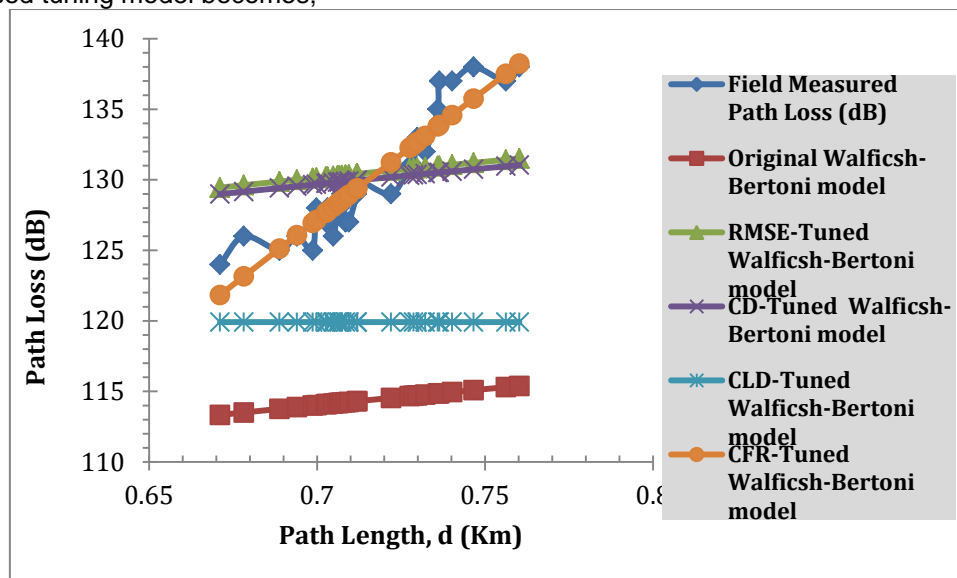 140
135
130
125
120
115
110
0.65
0.7
0.75
Path Loss (dB)
Path Length, d (Km)
Field Measured
Path Loss (dB)
Original Walficsh-
Bertoni model
RMSE-Tuned
Walficsh-Bertoni
model
CD-Tuned Walficsh-
Bertoni model
CLD-Tuned
Walficsh-Bertoni
model
CFR-Tuned
Walficsh-Bertoni
model